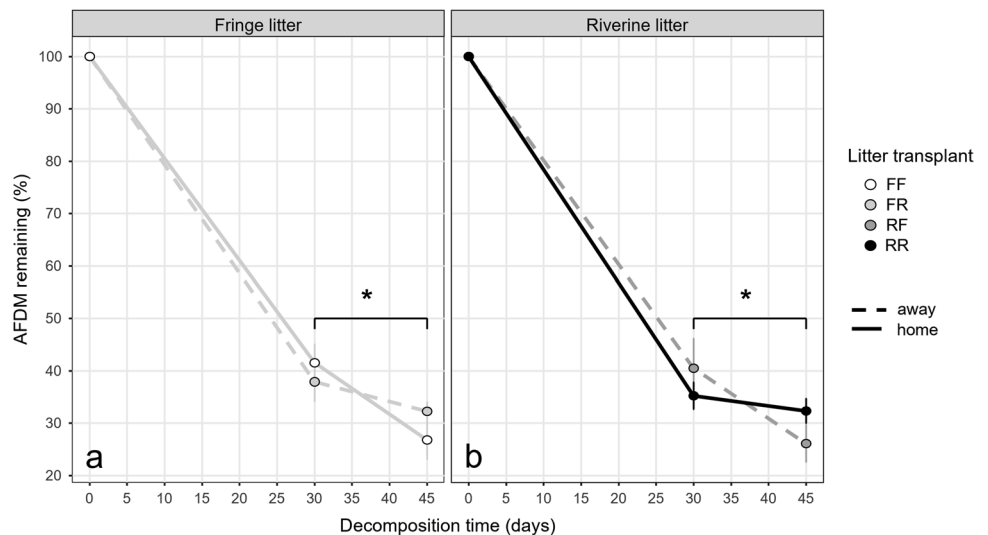 Fringe litter
Riverine litter
AFDM remaining (%)
100
90
80
70
60
50
40
30
20
*
*
a
b
0 5 10 15 20 25 30 35 40 45
0 5 10 15 20 25 30 35 40 45
Decomposition time (days)
Litter transplant
FF
FR
RF
RR
away
home